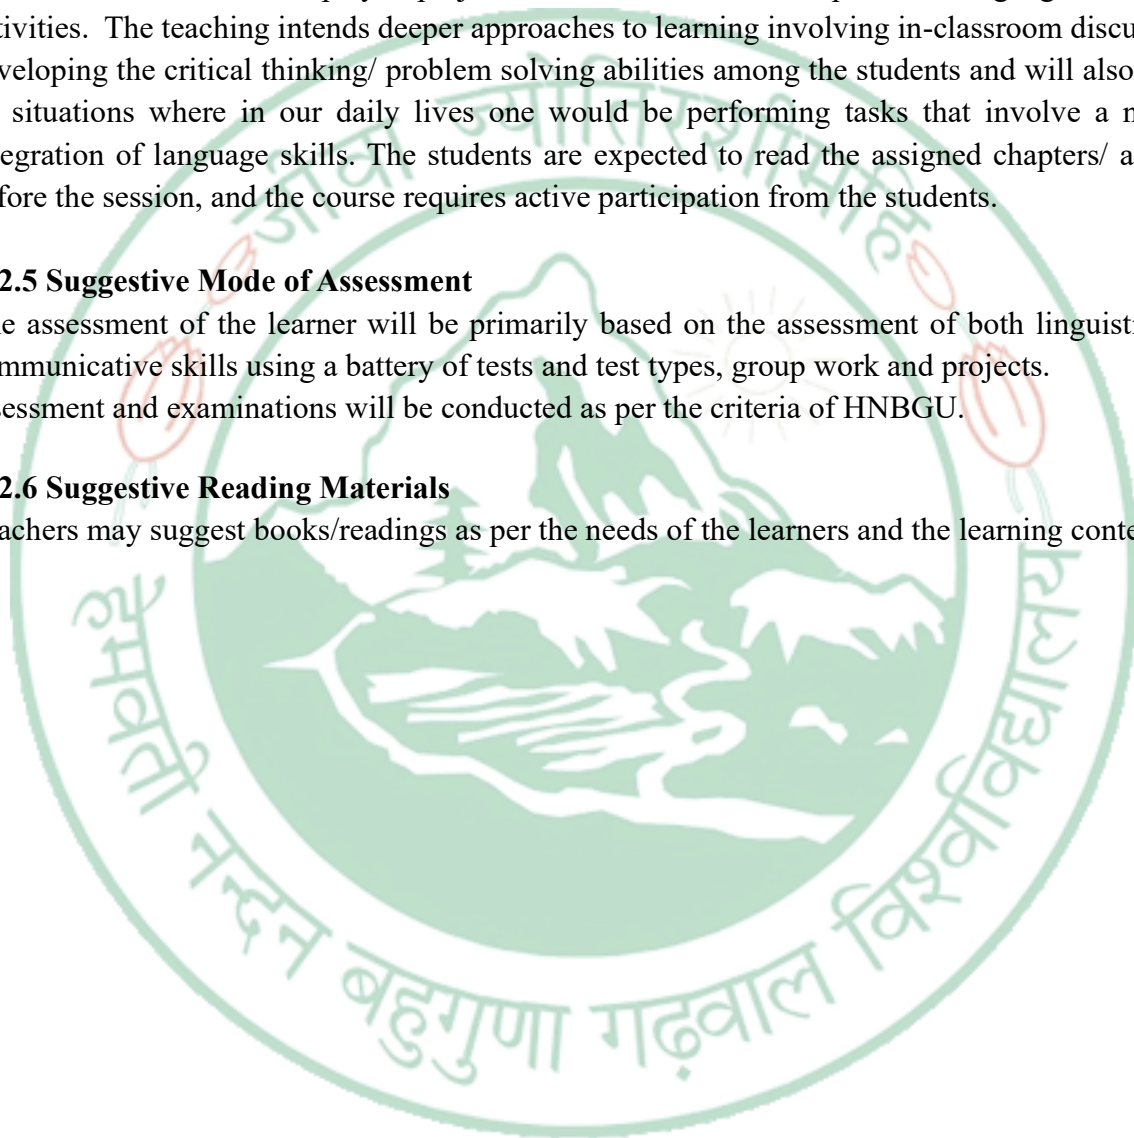 tivities. The teaching intends deeper approaches to learning involving in-classroom discu
veloping the critical thinking/ problem solving abilities among the students and will also
situations where in our daily lives one would be performing tasks that involve a
egration of language skills. The students are expected to read the assigned chapters/ a
fore the session, and the course requires active participation from the students.
2.5 Suggestive Mode of Assessment
e assessment of the learner will be primarily based on the assessment of both linguist
mmunicative skills using a battery of tests and test types, group work and projects.
sessment and examinations will be conducted as per the criteria of HNBGU.
2.6 Suggestive Reading Materials
achers may suggest books/readings as per the needs of the learners and the learning conte
जीवा ज्योतिरशीमहि
हेमवती नन्दन बहुगुणा गढ़वाल विश्वविद्यालय